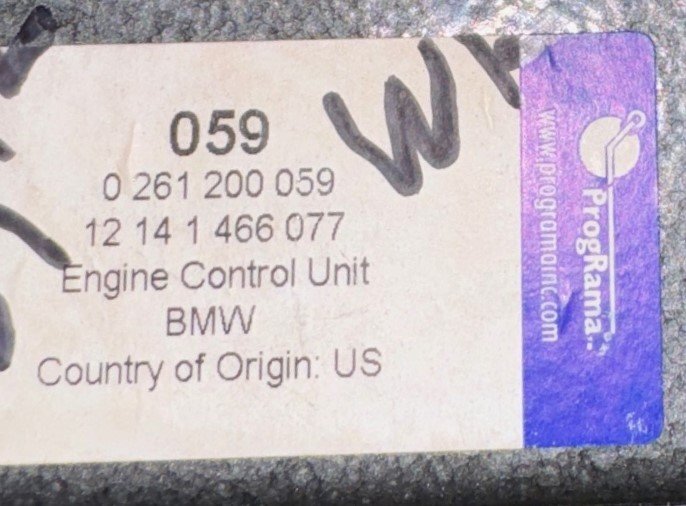 059
0 261 200 059
12 14 1 466 077
Engine Control Unit
BMW
Country of Origin: US
W
ProgRama
www.programainc.com